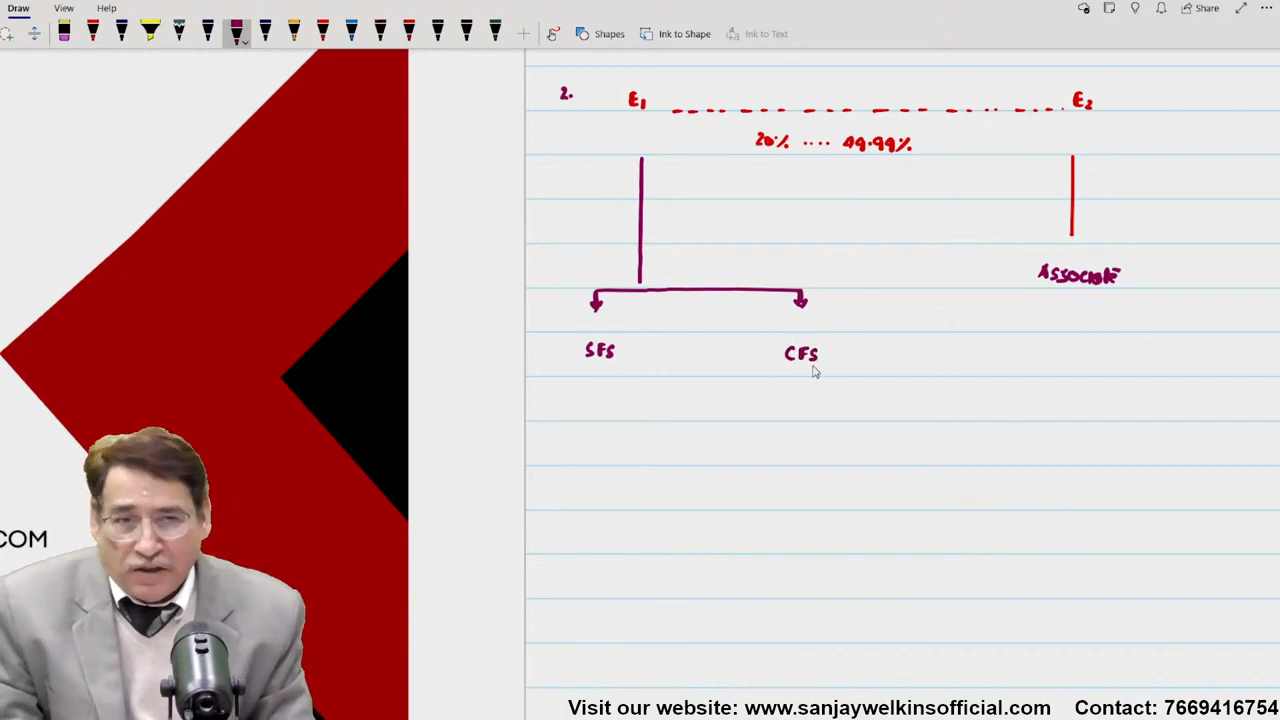 Draw View Help
Share
Shapes Ink to Shape Ink to Text
2. E1 E2
20% .... 49.99%
Associate
SFS CFS
COM
Visit our website: www.sanjaywelkinsofficial.com Contact: 7669416754